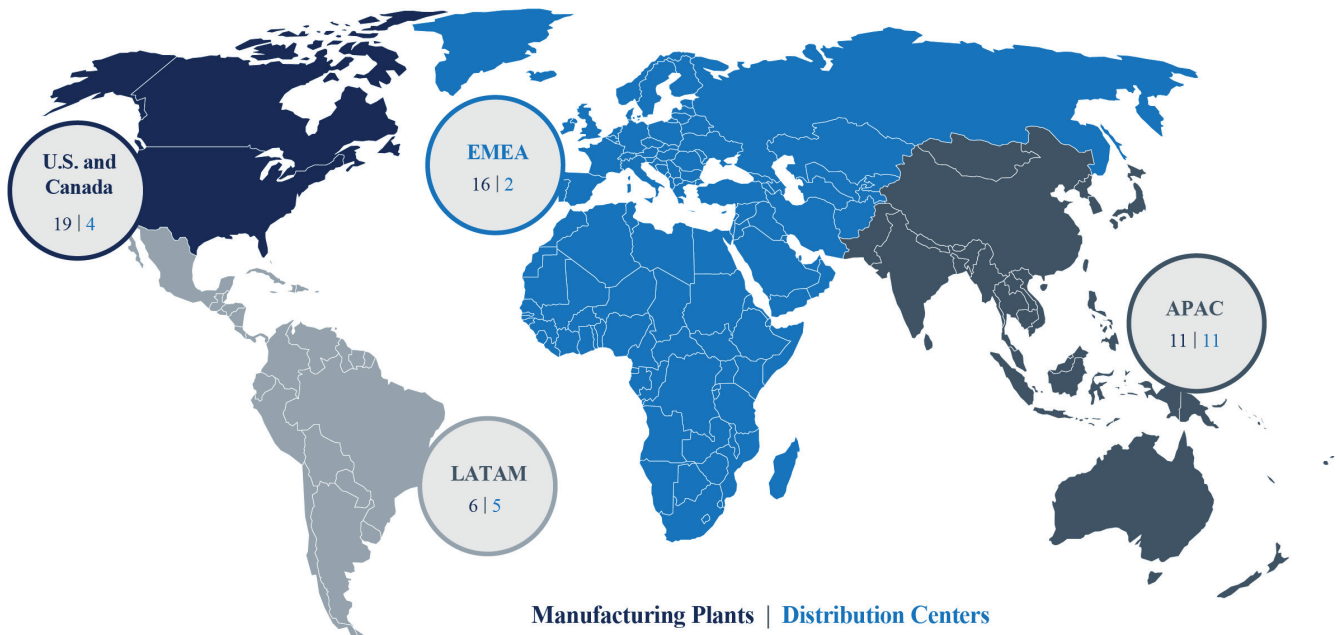 U.S. and
Canada
19 | 4
EMEA
16 | 2
APAC
11 | 11
LATAM
6 | 5
Manufacturing Plants | Distribution Centers